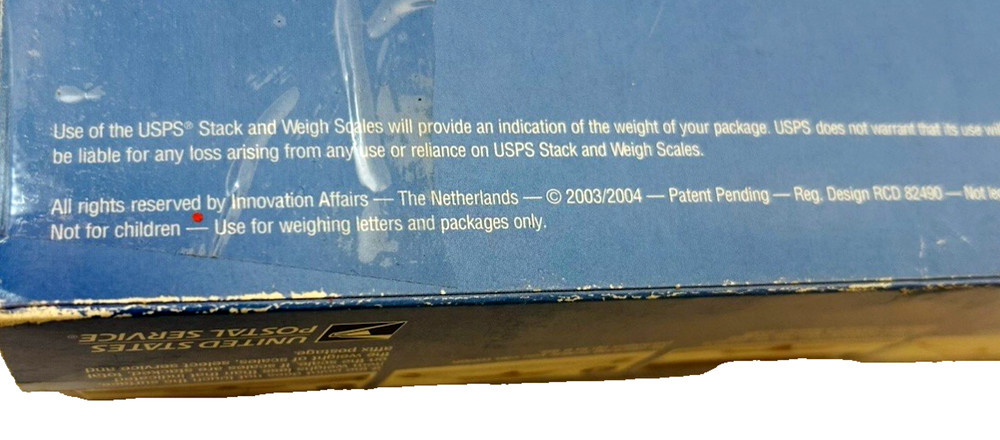 Use of the USPS® Stack and Weigh Scales will provide an indication of the weight of your package. USPS does not warrant that its use
be liable for any loss arising from any use or reliance on USPS Stack and Weigh Scales.
All rights reserved by Innovation Affairs — The Netherlands — © 2003/2004 — Patent Pending — Reg. Design RCD 82490 — Not
Not for children — Use for weighing letters and packages only.
UNITED STATES
POSTAL SERVICE®